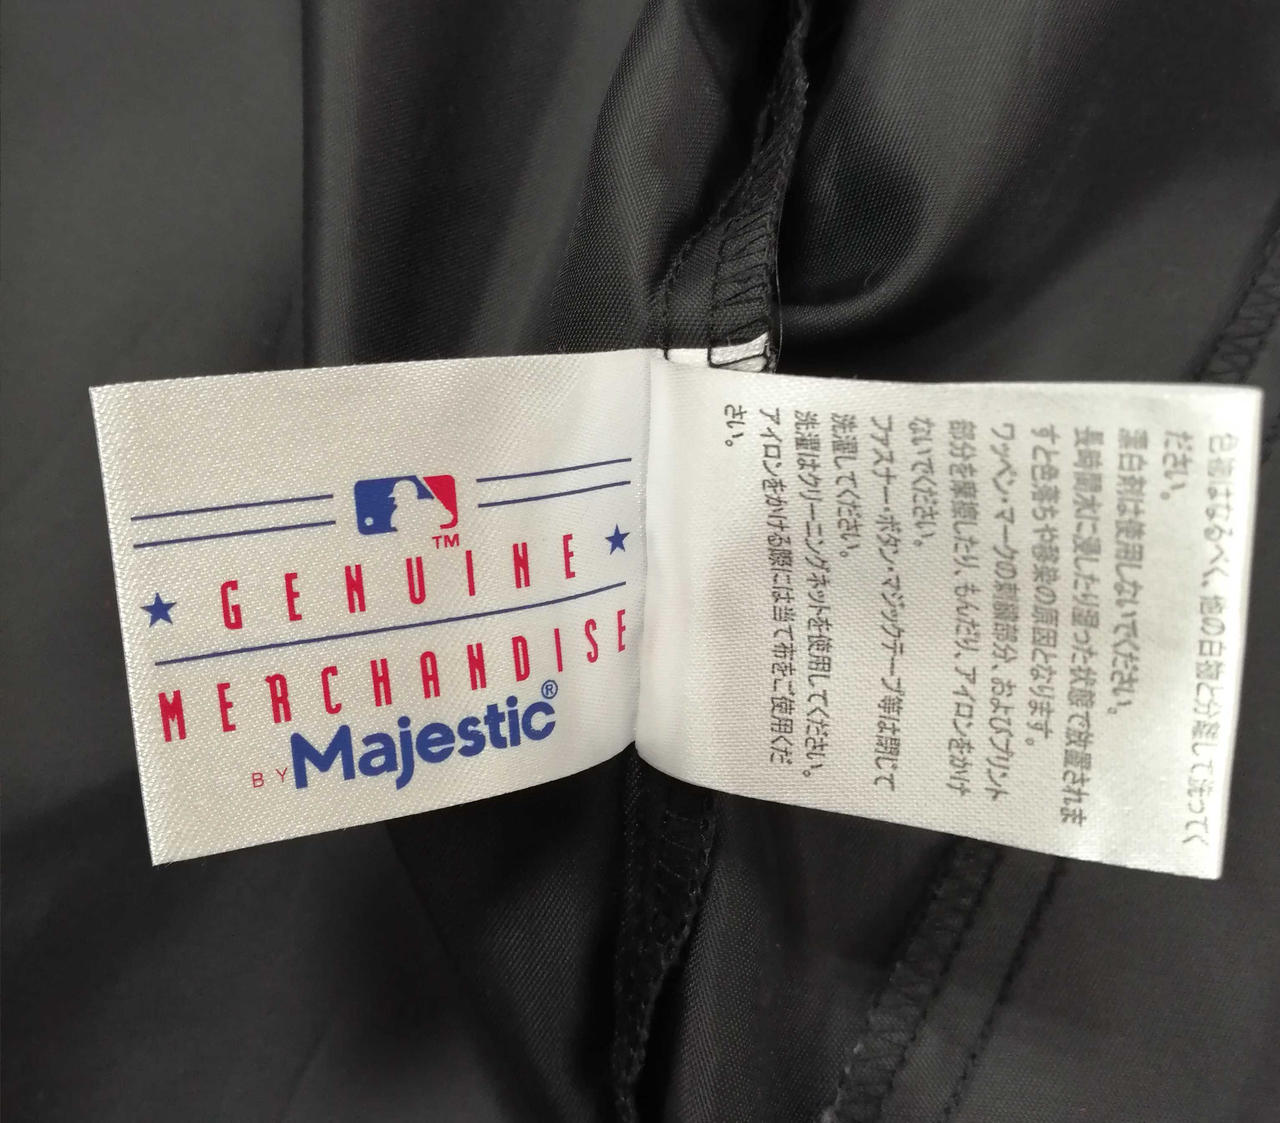 GENUINE
MERCHANDISE
BY Majestic®
TM
色物はなるべく、他の白物と分離して洗ってく
ださい。
漂白剤は使用しないでください。
長時間水に浸したり湿った状態で放置されま
すと色落ちや移染の原因となります。
ワッペン・マークの刺繍部分、およびプリント
部分を摩擦したり、もんだり、アイロンをかけ
ないでください。
ファスナー・ボタン・マジックテープ等は閉じて
洗濯してください。
洗濯はクリーニングネットを使用してください。
アイロンをかける際には当て布をご使用くだ
さい。